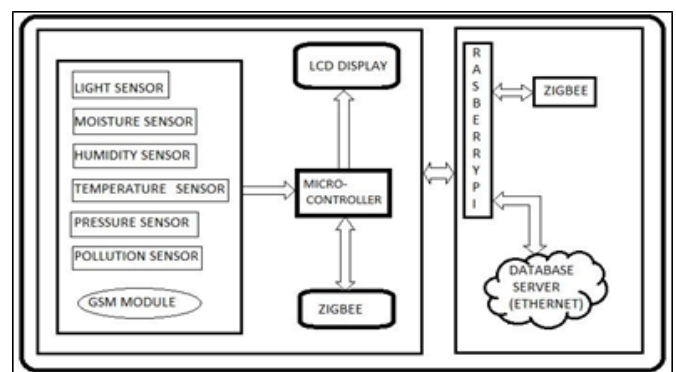 LIGHT SENSOR
MOISTURE SENSOR
HUMIDITY SENSOR
TEMPERATURE SENSOR
PRESSURE SENSOR
POLLUTION SENSOR
GSM MODULE
LCD DISPLAY
MICRO-
CONTROLLER
ZIGBEE
R
A
S
B
E
R
R
Y
P
I
ZIGBEE
DATABASE
SERVER
(ETHERNET)